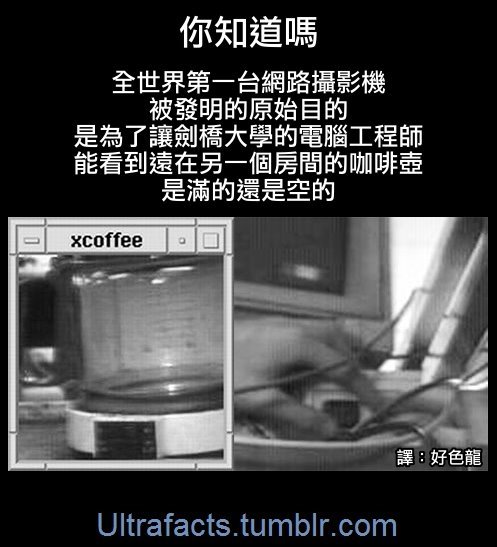 你知道嗎
全世界第一台網路攝影機
被發明的原始目的
是為了讓劍橋大學的電腦工程師
能看到遠在另一個房間的咖啡壺
是滿的還是空的
xcoffee
譯：好色龍
Ultrafacts.tumblr.com